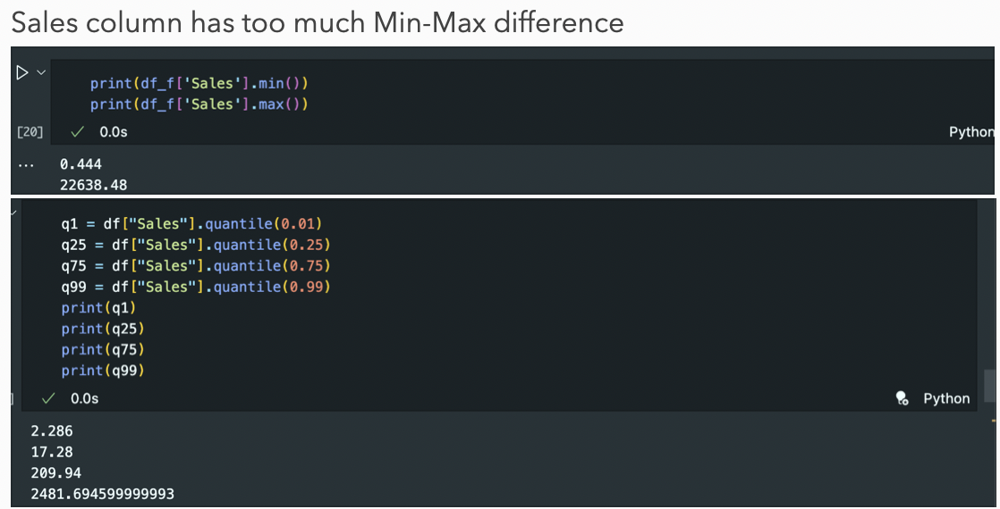 Sales column has too much Min-Max difference
print(df_f['Sales'].min())
print(df_f['Sales'].max())
[20]
0.0s
Python
...
0.444
22638.48
q1 = df["Sales"].quantile(0.01)
q25 = df["Sales"].quantile(0.25)
q75 = df["Sales"].quantile(0.75)
q99 = df["Sales"].quantile(0.99)
print(q1)
print(q25)
print(q75)
print(q99)
]
0.0s
Python
2.286
17.28
209.94
2481.694599999993